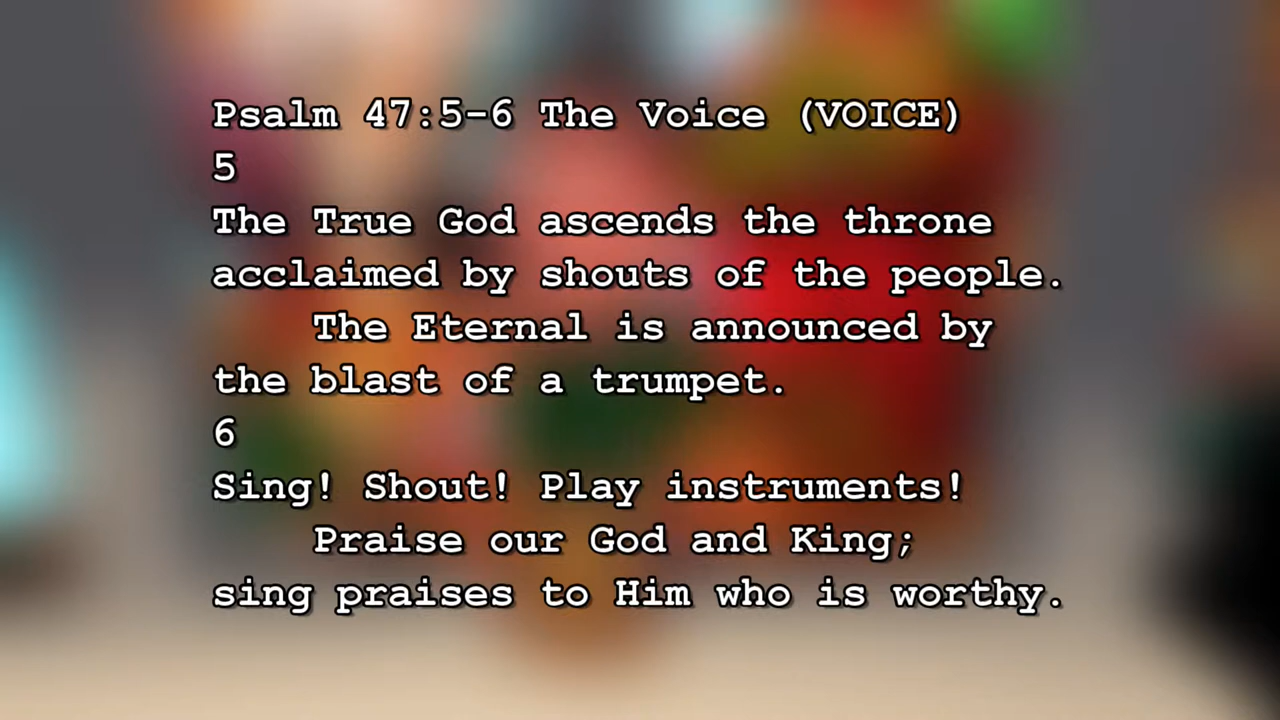 Psalm 47:5-6 The Voice (VOICE)
5
The True God ascends the throne
acclaimed by shouts of the people.
The Eternal is announced by
the blast of a trumpet.
6
Sing! Shout! Play instruments!
Praise our God and King;
sing praises to Him who is worthy.